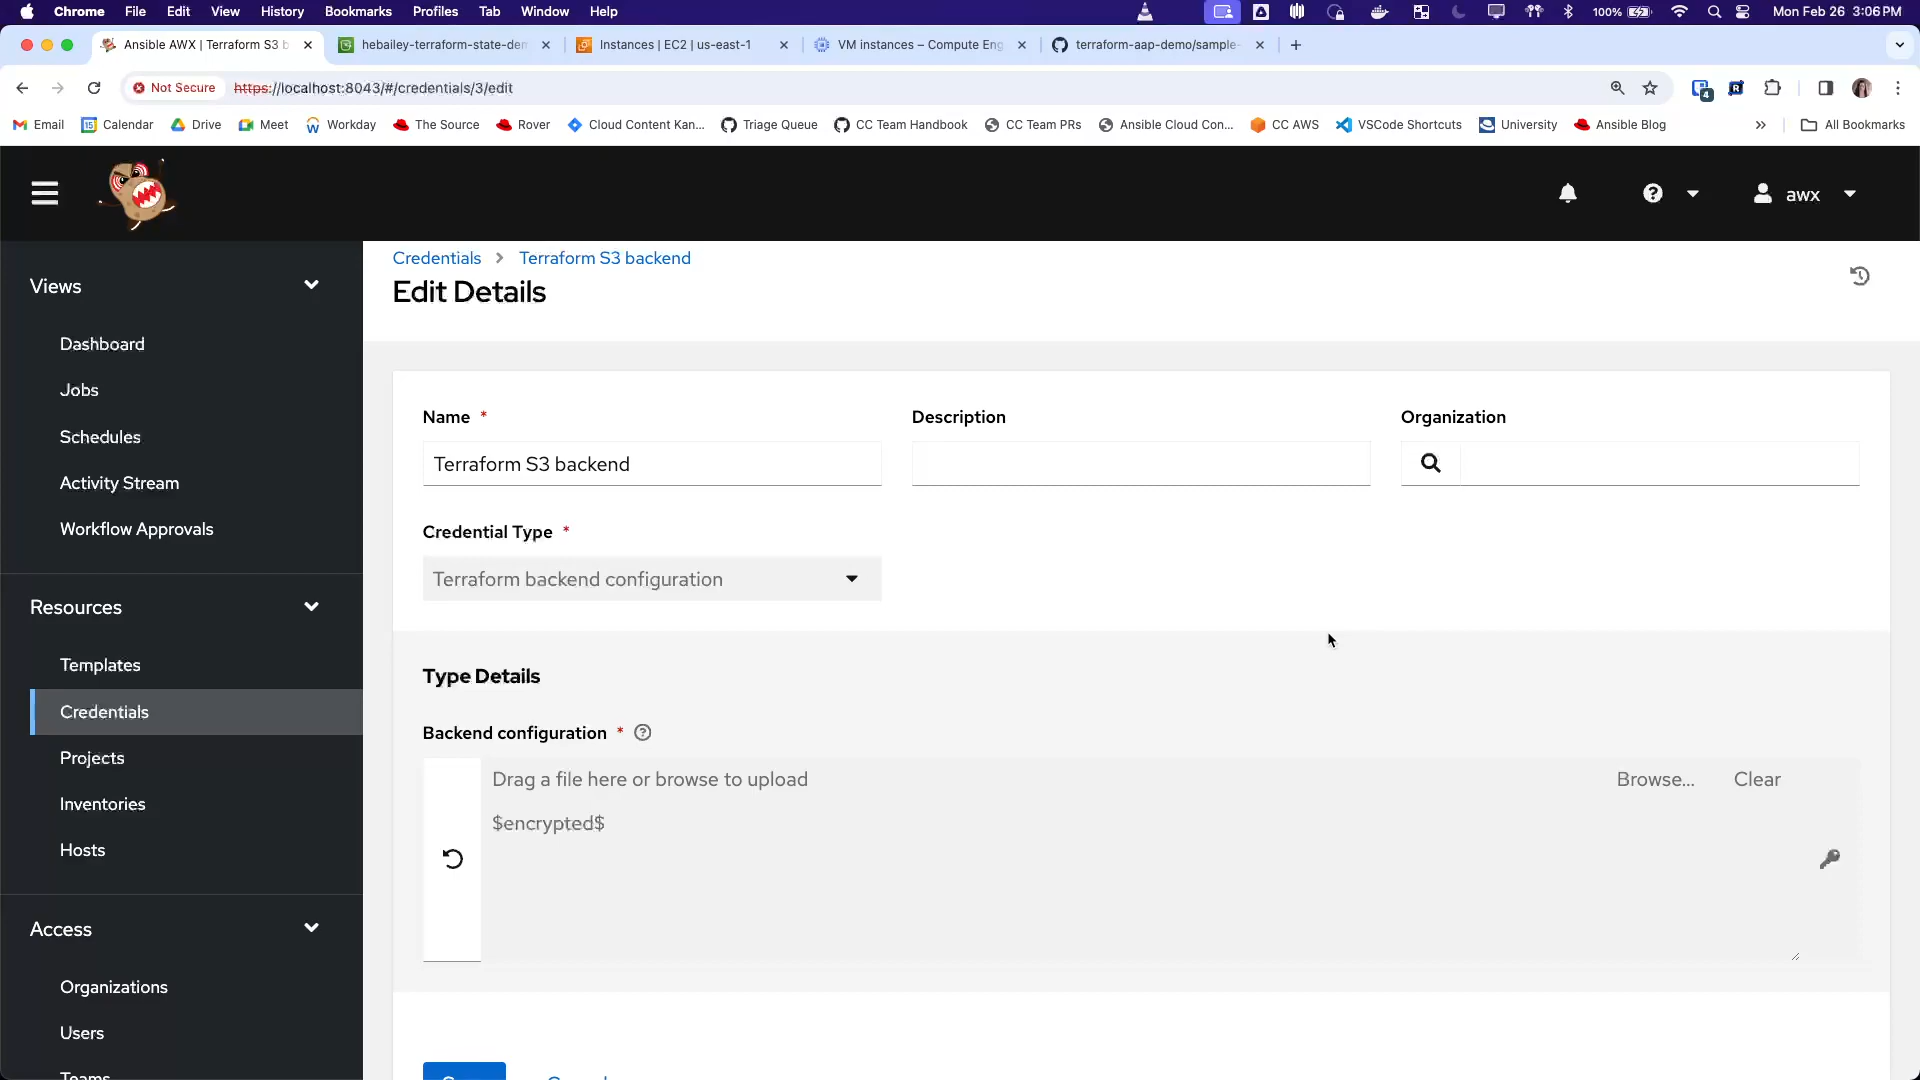 Chrome File Edit View History Bookmarks Profiles Tab Window Help 100% Mon Feb 26 3:06 PM
Ansible AWX | Terraform S3 b hebailey-terraform-state-dem Instances | EC2 | us-east-1 VM instances – Compute Eng terraform-aap-demo/sample-
Not Secure https://localhost:8043/#/credentials/3/edit 4
Email Calendar Drive Meet Workday The Source Rover Cloud Content Kan... Triage Queue CC Team Handbook CC Team PRs Ansible Cloud Con... CC AWS VSCode Shortcuts University Ansible Blog » All Bookmarks
awx
Views
Dashboard
Jobs
Schedules
Activity Stream
Workflow Approvals
Resources
Templates
Credentials
Projects
Inventories
Hosts
Access
Organizations
Users
Teams
Credentials > Terraform S3 backend
Edit Details
Name * Description Organization
Terraform S3 backend
Credential Type *
Terraform backend configuration
Type Details
Backend configuration *
Drag a file here or browse to upload Browse... Clear
$encrypted$